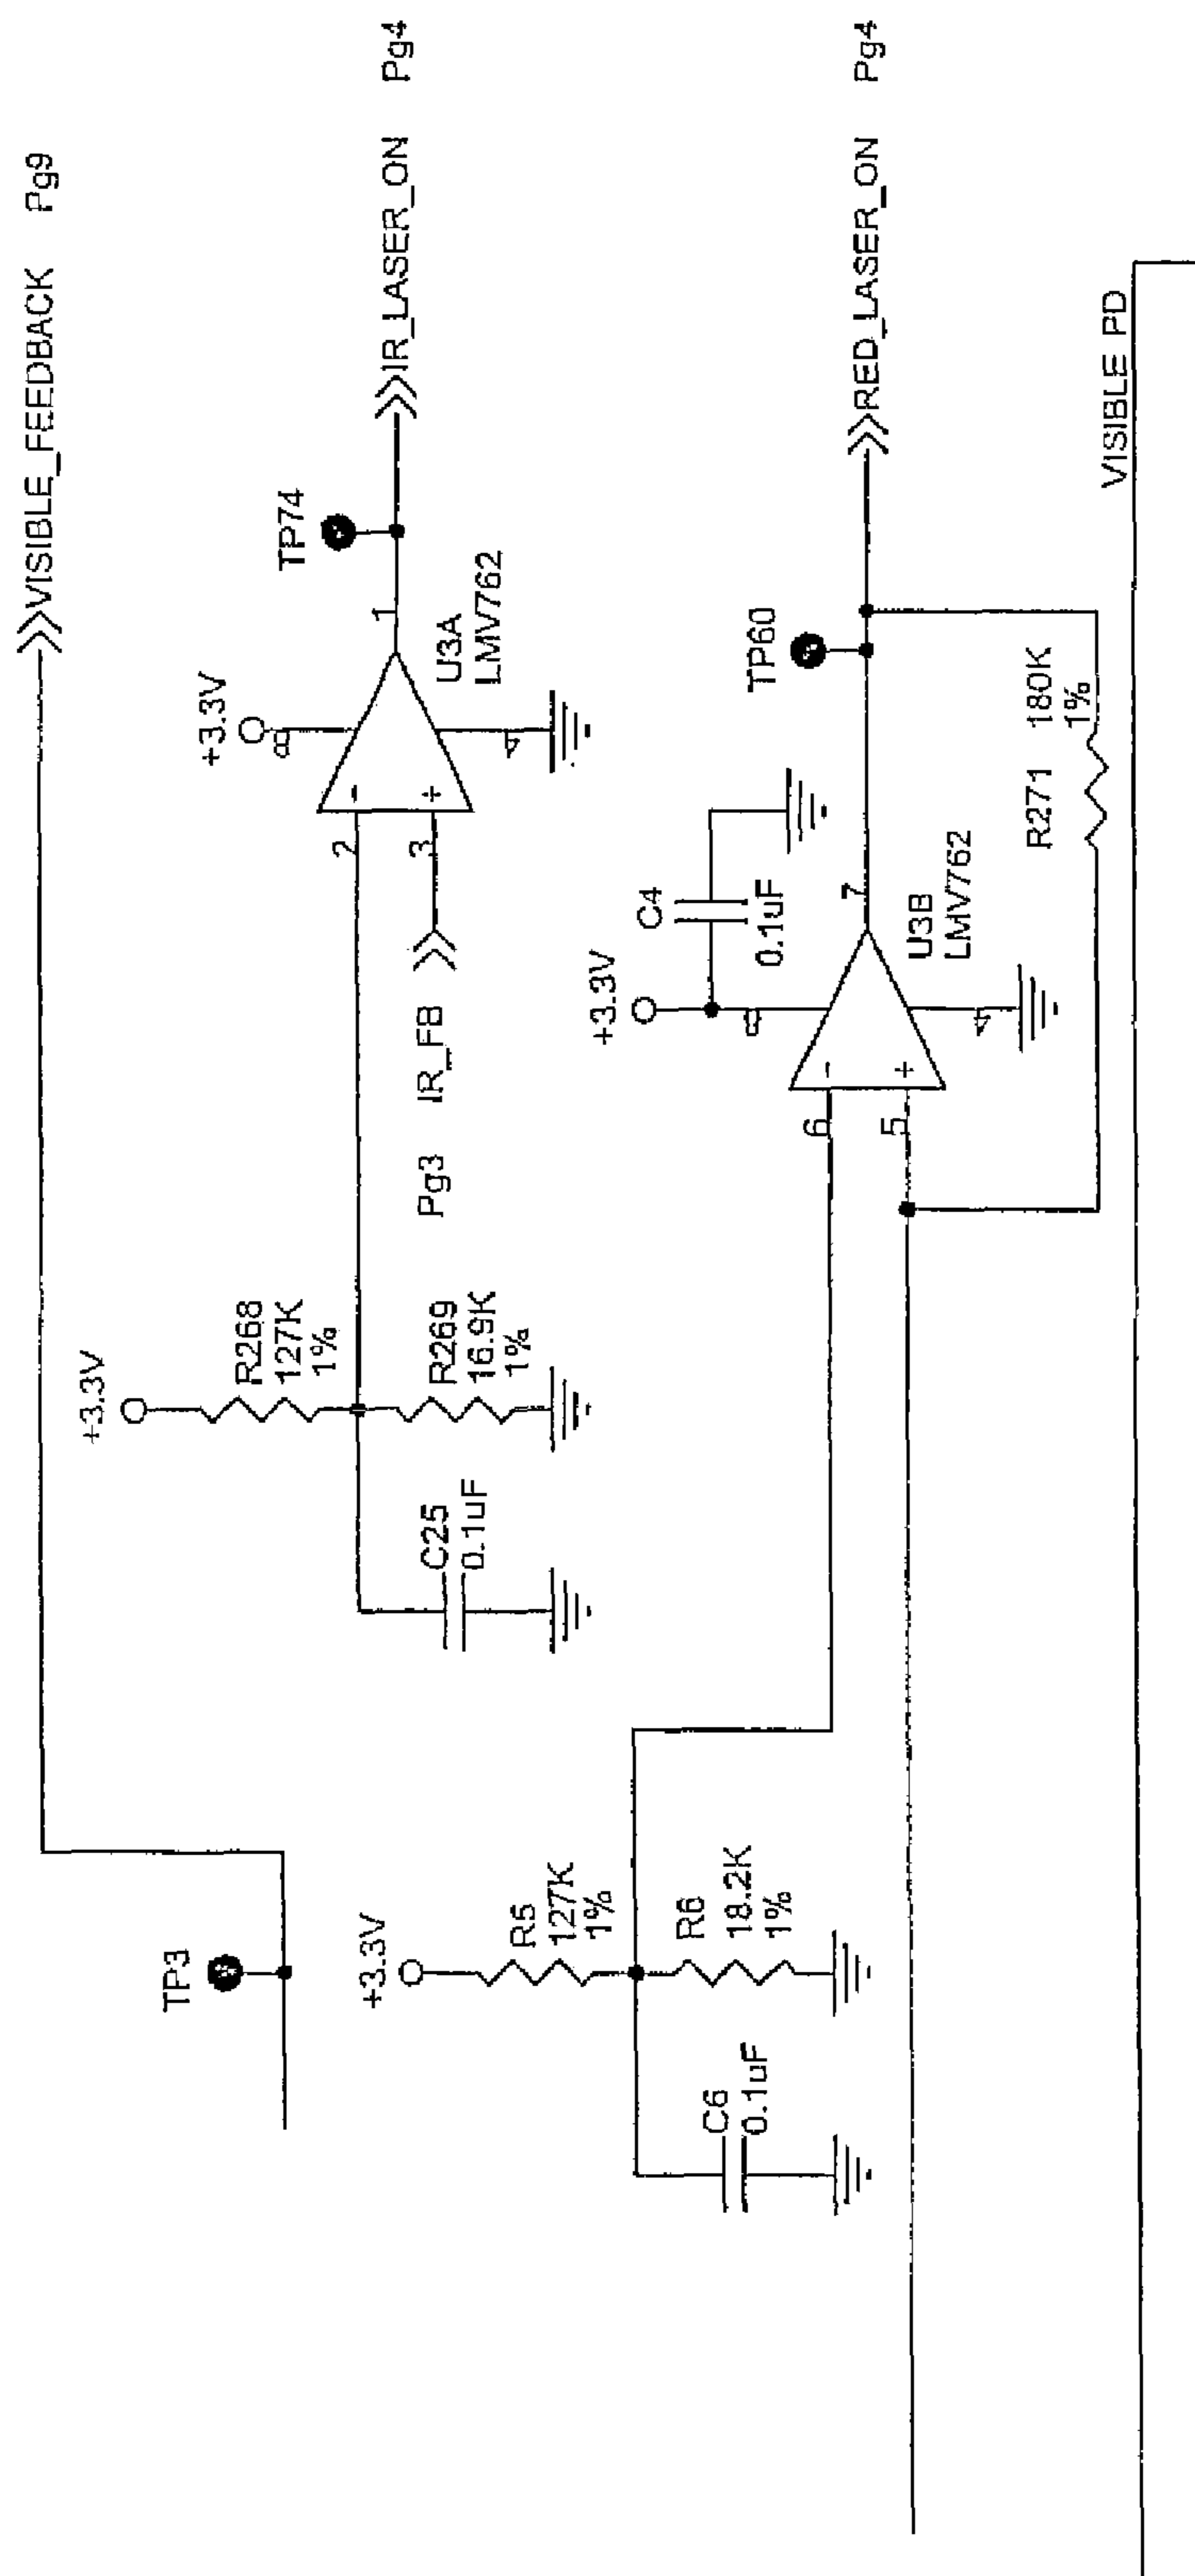 VISIBLE_FEEDBACK Pg9
TP3
+3.3V
R268
127K
1%
R269
16.9K
1%
C25
0.1uF
+3.3V
8
2
3
-
+
1
4
TP74
U3A
LMV762
IR_LASER_ON Pg4
Pg3 IR_FB
+3.3V
R5
127K
1%
R6
18.2K
1%
C6
0.1uF
+3.3V
C4
0.1uF
8
6
5
-
+
7
4
U3B
LMV762
TP60
RED_LASER_ON Pg4
R271 180K
1%
VISIBLE PD